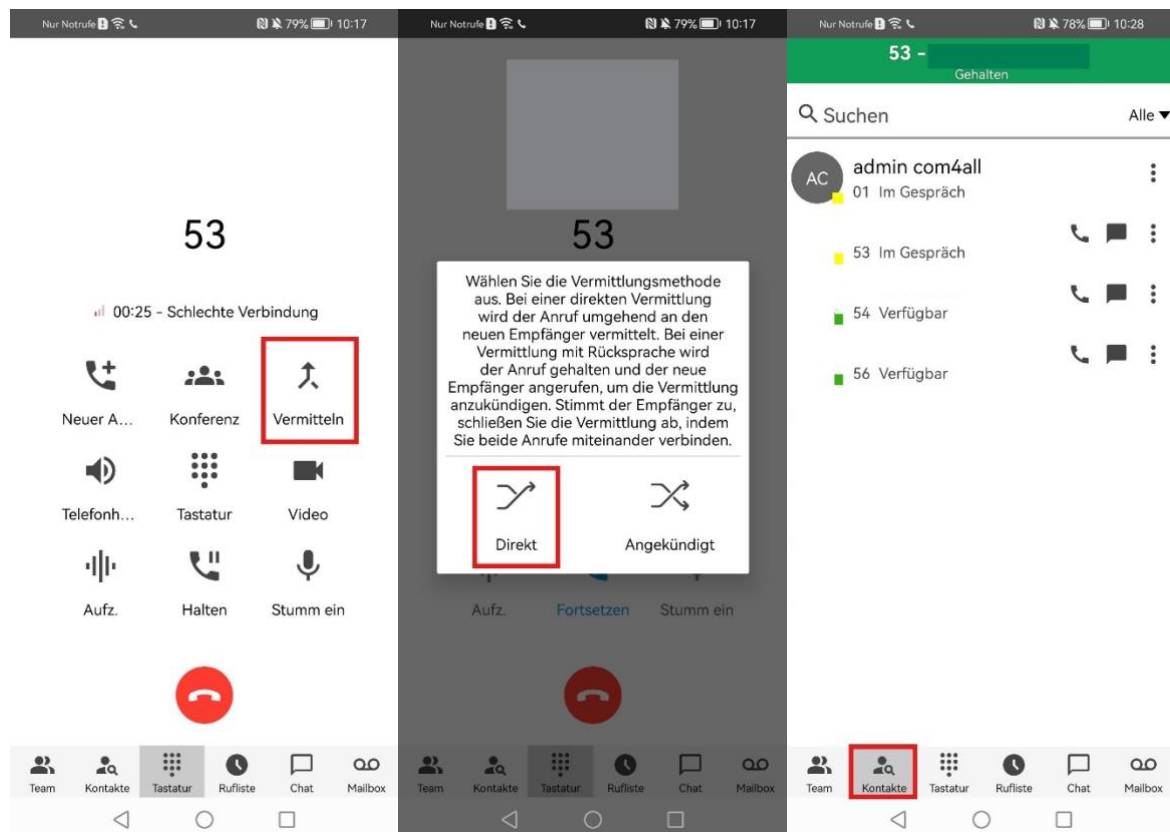 Nur Notrufe
79% 10:17
53
00:25 - Schlechte Verbindung
Neuer A... Konferenz Vermitteln
Telefonh... Tastatur Video
Aufz. Halten Stumm ein
Team Kontakte Tastatur Rufliste Chat Mailbox
Nur Notrufe
79% 10:17
53
Wählen Sie die Vermittlungsmethode
aus. Bei einer direkten Vermittlung
wird der Anruf umgehend an den
neuen Empfänger vermittelt. Bei einer
Vermittlung mit Rücksprache wird
der Anruf gehalten und der neue
Empfänger angerufen, um die Vermittlung
anzukündigen. Stimmt der Empfänger zu,
schließen Sie die Vermittlung ab, indem
Sie beide Anrufe miteinander verbinden.
Direkt Angekündigt
Aufz. Fortsetzen Stumm ein
Team Kontakte Tastatur Rufliste Chat Mailbox
Nur Notrufe
78% 10:28
53 -
Gehalten
Suchen Alle
AC
admin com4all
01 Im Gespräch
53 Im Gespräch
54 Verfügbar
56 Verfügbar
Team Kontakte Tastatur Rufliste Chat Mailbox